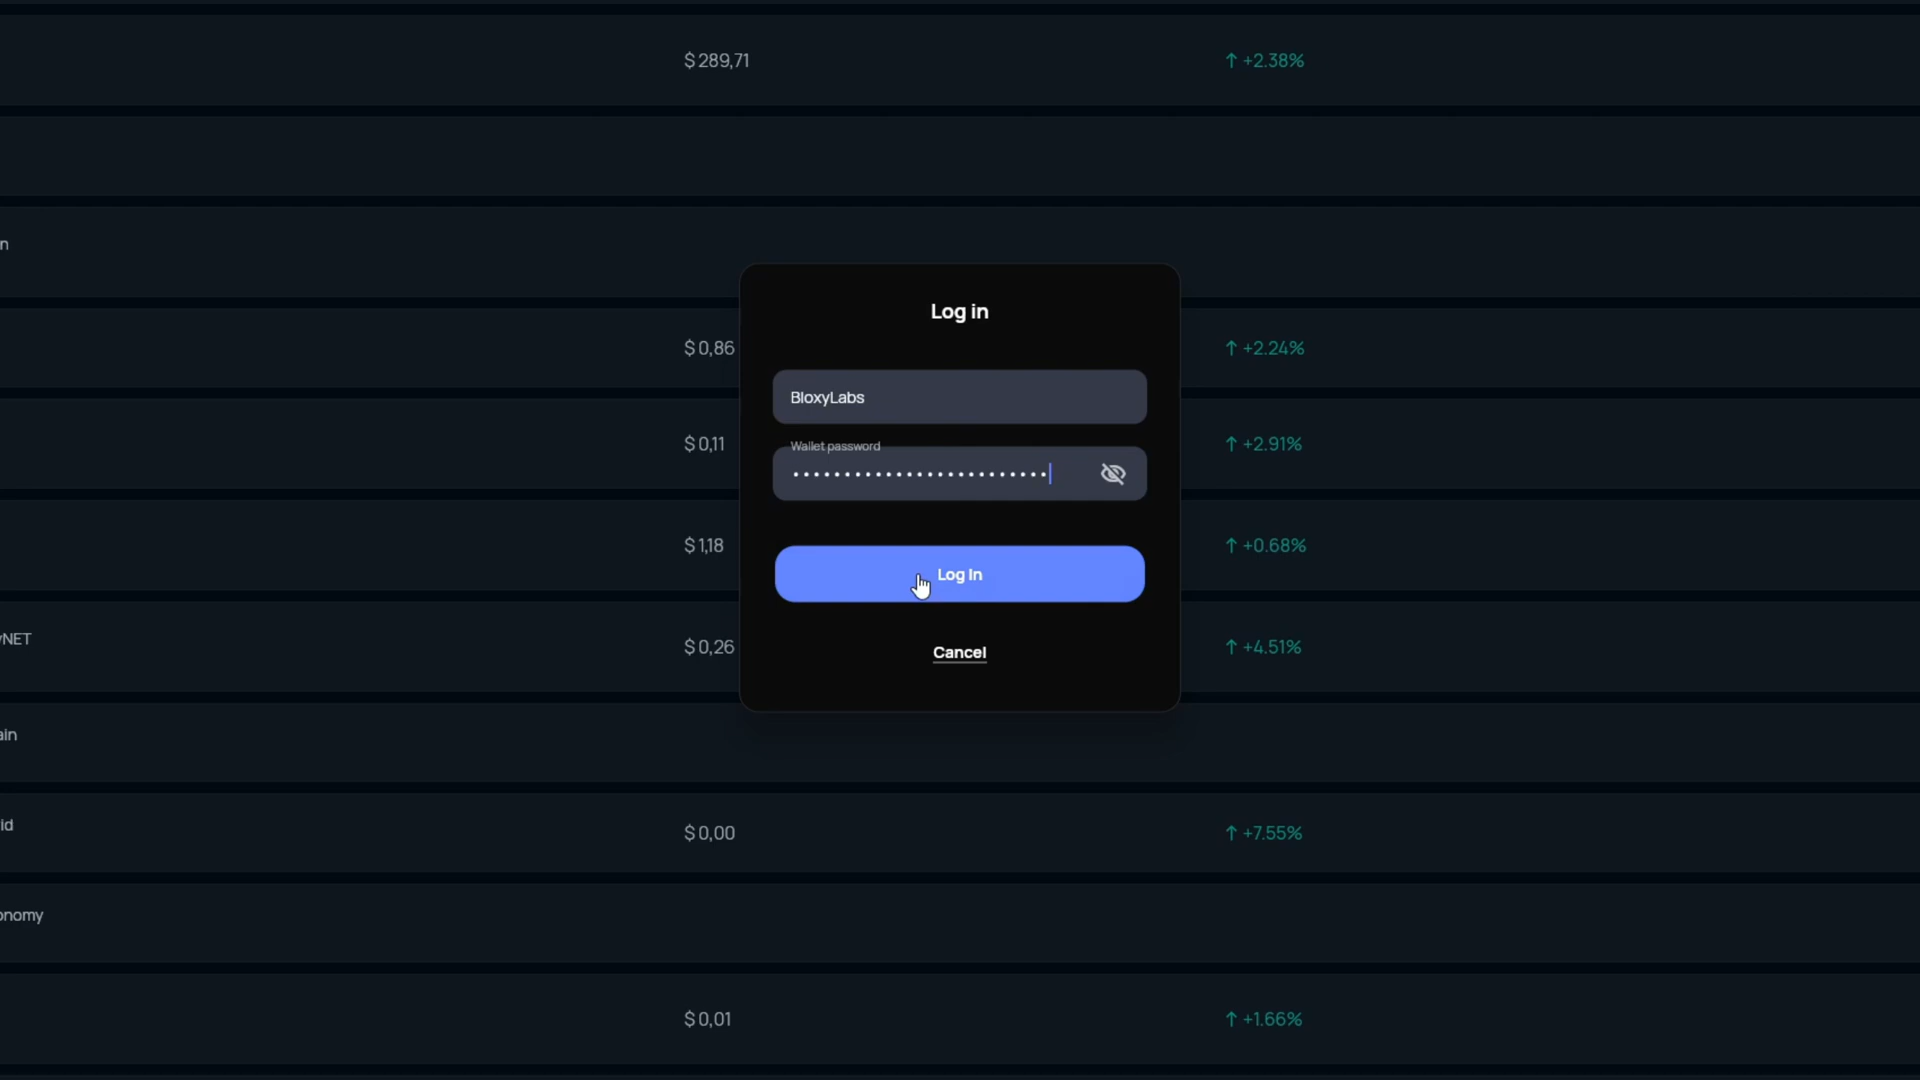 $ 289,71 ↑ +2.38%
n
Log in
$ 0,86 ↑ +2.24%
BloxyLabs
$ 0,11 ↑ +2.91%
Wallet password
$ 1,18 ↑ +0.68%
Log In
NET
$ 0,26 ↑ +4.51%
Cancel
ain
id
$ 0,00 ↑ +7.55%
onomy
$ 0,01 ↑ +1.66%